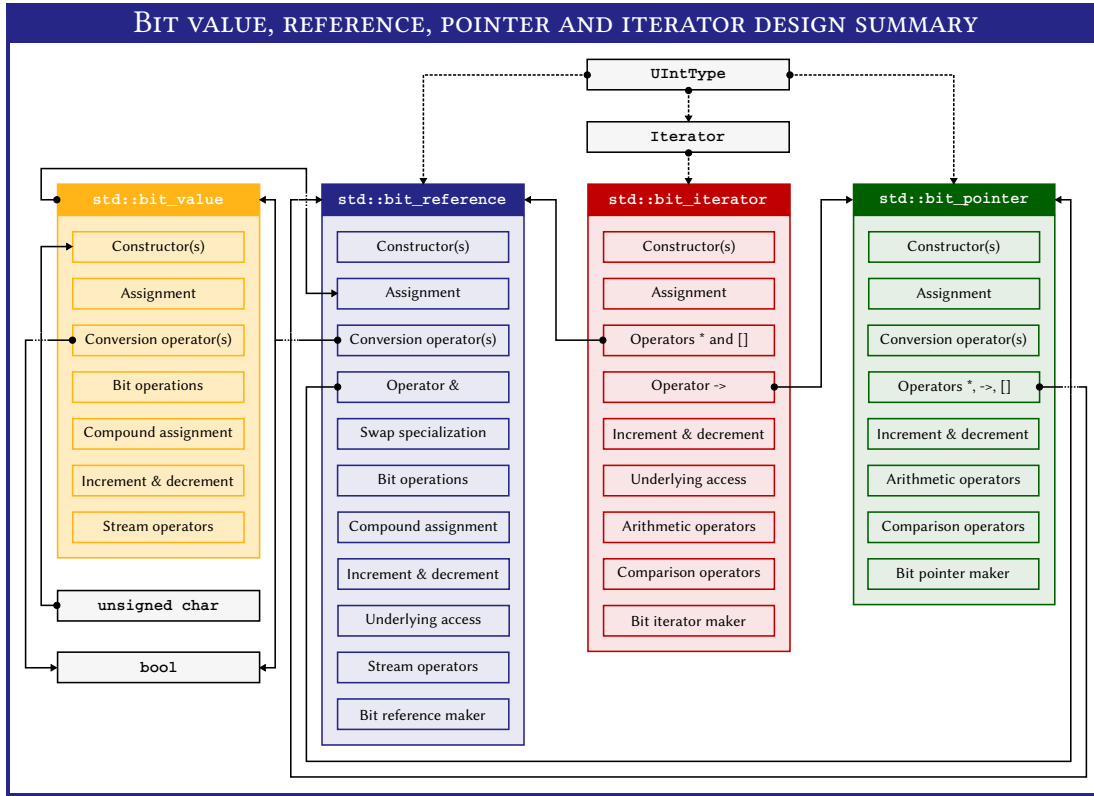 Bit value, reference, pointer and iterator design summary
UIntType
Iterator
std::bit_value
Constructor(s)
Assignment
Conversion operator(s)
Bit operations
Compound assignment
Increment & decrement
Stream operators
unsigned char
bool
std::bit_reference
Constructor(s)
Assignment
Conversion operator(s)
Operator &
Swap specialization
Bit operations
Compound assignment
Increment & decrement
Underlying access
Stream operators
Bit reference maker
std::bit_iterator
Constructor(s)
Assignment
Operators * and []
Operator ->
Increment & decrement
Underlying access
Arithmetic operators
Comparison operators
Bit iterator maker
std::bit_pointer
Constructor(s)
Assignment
Conversion operator(s)
Operators *, ->, []
Increment & decrement
Arithmetic operators
Comparison operators
Bit pointer maker